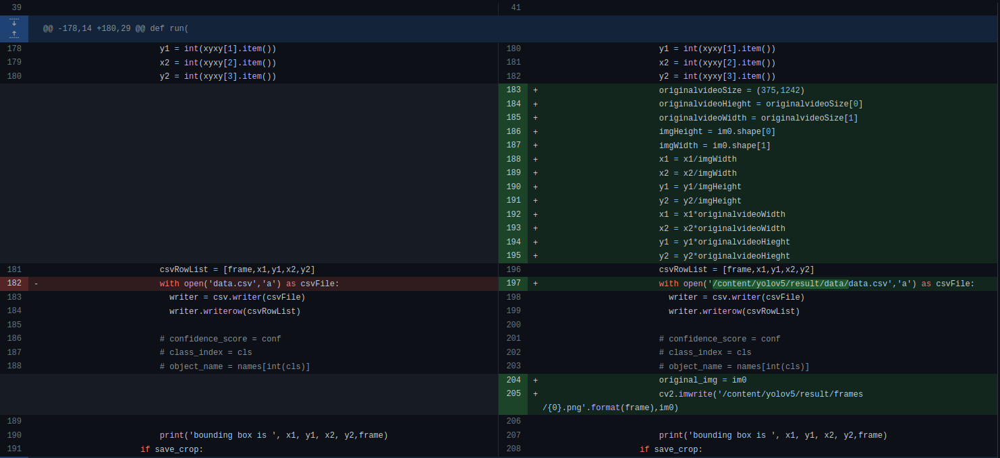 39
@@ -178,14 +180,29 @@ def run(
178 y1 = int(xyxy[1].item())
179 x2 = int(xyxy[2].item())
180 y2 = int(xyxy[3].item())
181 csvRowList = [frame,x1,y1,x2,y2]
182 - with open('data.csv','a') as csvFile:
183 writer = csv.writer(csvFile)
184 writer.writerow(csvRowList)
185
186 # confidence_score = conf
187 # class_index = cls
188 # object_name = names[int(cls)]
189
190 print('bounding box is ', x1, y1, x2, y2,frame)
191 if save_crop:
41
180 y1 = int(xyxy[1].item())
181 x2 = int(xyxy[2].item())
182 y2 = int(xyxy[3].item())
183 + originalvideoSize = (375,1242)
184 + originalvideoHieght = originalvideoSize[0]
185 + originalvideoWidth = originalvideoSize[1]
186 + imgHeight = im0.shape[0]
187 + imgWidth = im0.shape[1]
188 + x1 = x1/imgWidth
189 + x2 = x2/imgWidth
190 + y1 = y1/imgHeight
191 + y2 = y2/imgHeight
192 + x1 = x1*originalvideoWidth
193 + x2 = x2*originalvideoWidth
194 + y1 = y1*originalvideoHieght
195 + y2 = y2*originalvideoHieght
196 csvRowList = [frame,x1,y1,x2,y2]
197 + with open('/content/yolov5/result/data/data.csv','a') as csvFile:
198 writer = csv.writer(csvFile)
199 writer.writerow(csvRowList)
200
201 # confidence_score = conf
202 # class_index = cls
203 # object_name = names[int(cls)]
204 + original_img = im0
205 + cv2.imwrite('/content/yolov5/result/frames
/{0}.png'.format(frame),im0)
206
207 print('bounding box is ', x1, y1, x2, y2,frame)
208 if save_crop: